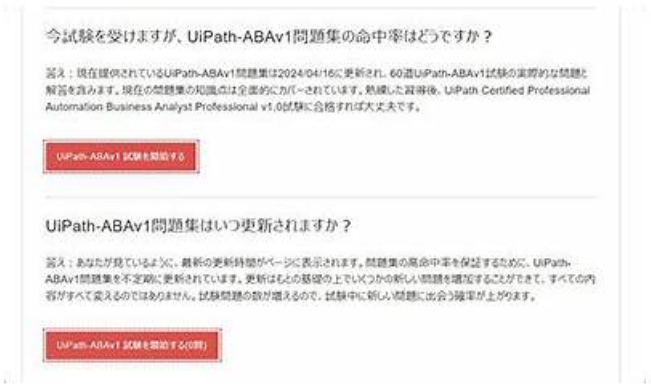 今試験を受けますが、UiPath-ABAv1問題集の命中率はどうですか？
答え：現在提供されているUiPath-ABAv1問題集は2024/04/16に更新され、60道UiPath-ABAv1試験の実際的な問題と
解答を含みます。現在の問題集の知識点は全面的にカバーされています。熟練した習得後、UiPath Certified Professional
Automation Business Analyst Professional v1.0試験に合格すれば大丈夫です。
UiPath-ABAv1 試験を開始する
UiPath-ABAv1問題集はいつ更新されますか？
答え：あなたが見ているように、最新の更新時間がページに表示されます。問題集の高命中率を保証するために、UiPath-
ABAv1問題集を不定期に更新されています。更新はもとの基礎の上でいくつかの新しい問題を増加することができて、すべての内
容がすべて変えるのではありません。試験問題の数が増えるので、試験中に新しい問題に出会う確率が上がります。
UiPath-ABAv1 試験を開始する(0問)